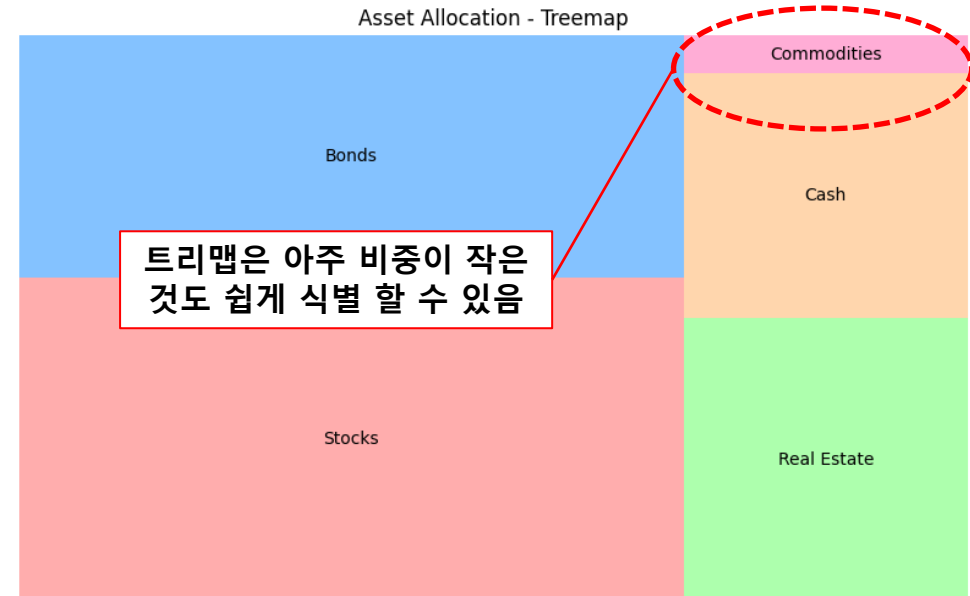 Asset Allocation - Treemap
Commodities
Bonds
Cash
트리맵은 아주 비중이 작은
것도 쉽게 식별 할 수 있음
Stocks
Real Estate